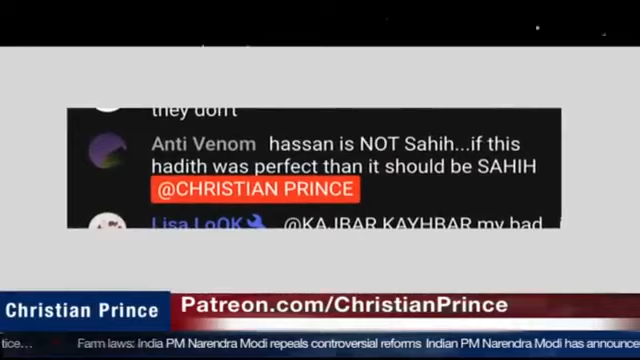 they don't
Anti Venom hassan is NOT Sahih...if this
hadith was perfect than it should be SAHIH
@CHRISTIAN PRINCE
Lisa LoOK @KAJBAR KAYHBAR my bad
Christian Prince
Patreon.com/ChristianPrince
tice... Farm laws: India PM Narendra Modi repeals controversial reforms Indian PM Narendra Modi has announce